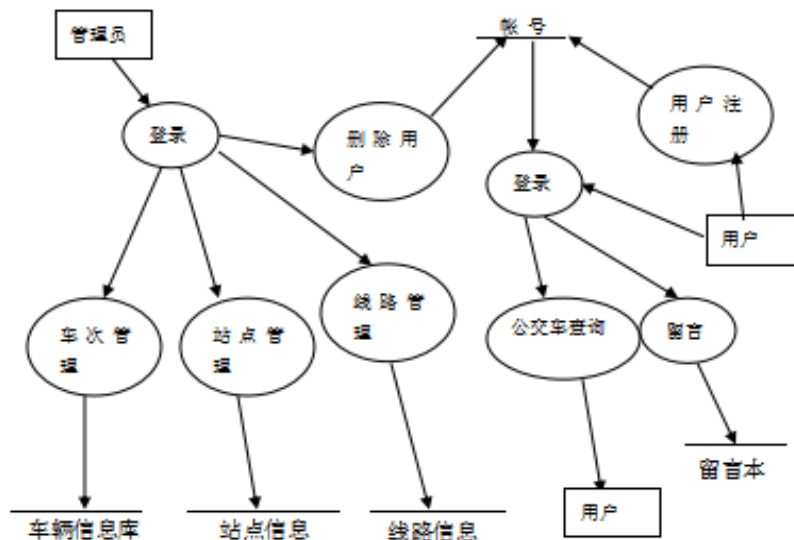 管理员
帐号
登录
删除用
户
用户注
册
登录
用户
车次管
理
站点管
理
线路管
理
公交车查询
留言
车辆信息库
站点信息
线路信息
用户
留言本